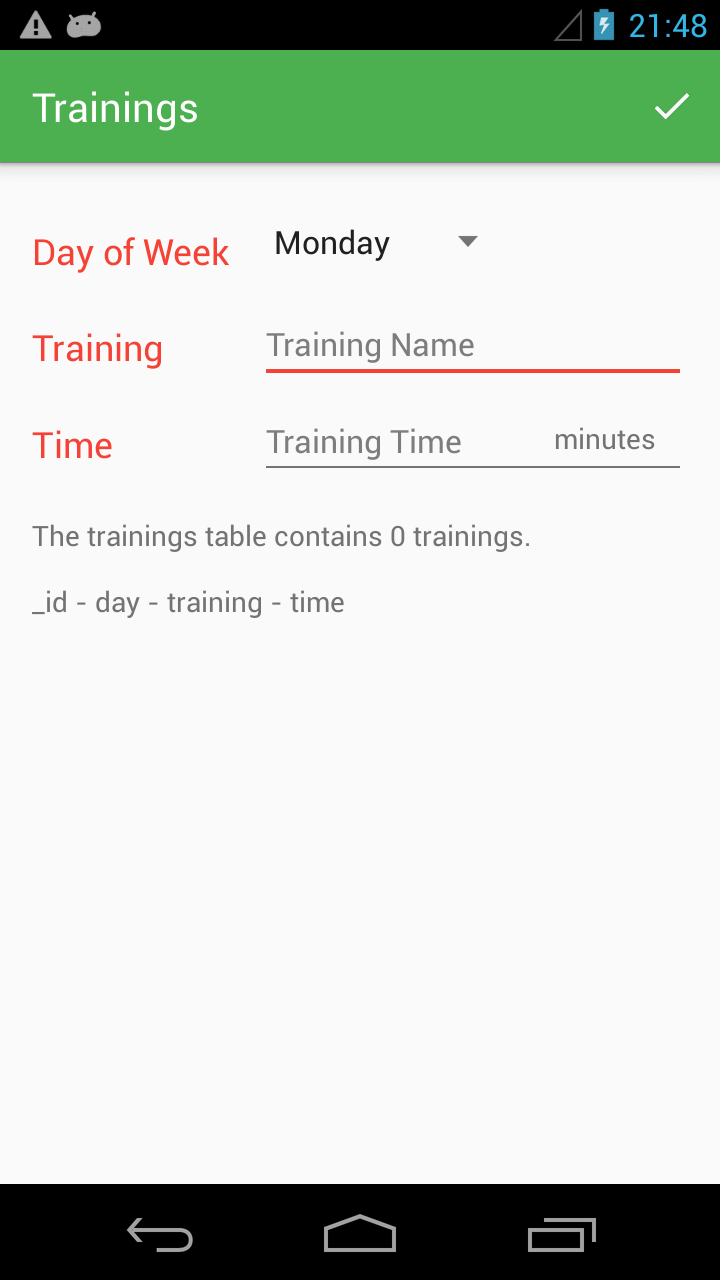 21:48
Trainings
Day of Week Monday
Training Training Name
Time Training Time minutes
The trainings table contains 0 trainings.
_id - day - training - time